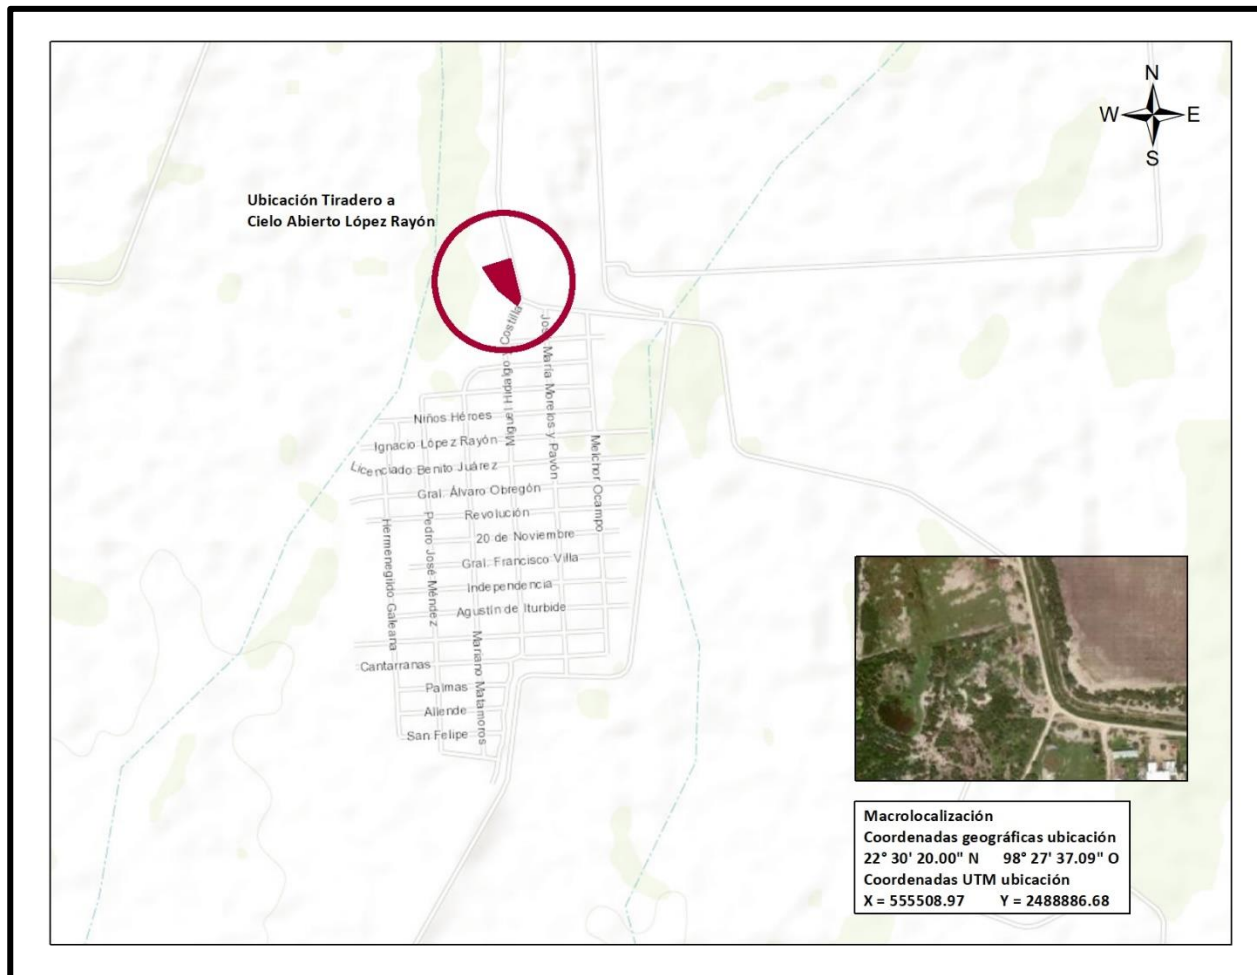 N
W E
S
Ubicación Tiradero a
Cielo Abierto López Rayón
Miguel Hidalgo y Costilla
José María Morelos y Pavón
Niños Héroes
Ignacio López Rayón
Licenciado Benito Juárez
Melchor Ocampo
Gral. Álvaro Obregón
Revolución
20 de Noviembre
Gral. Francisco Villa
Independencia
Agustín de Iturbide
Hermenegildo Galeana
Pedro José Méndez
Mariano Matamoros
Cantarranas
Palmas
Allende
San Felipe
Macrolocalización
Coordenadas geográficas ubicación
22° 30' 20.00" N 98° 27' 37.09" O
Coordenadas UTM ubicación
X = 555508.97 Y = 2488886.68